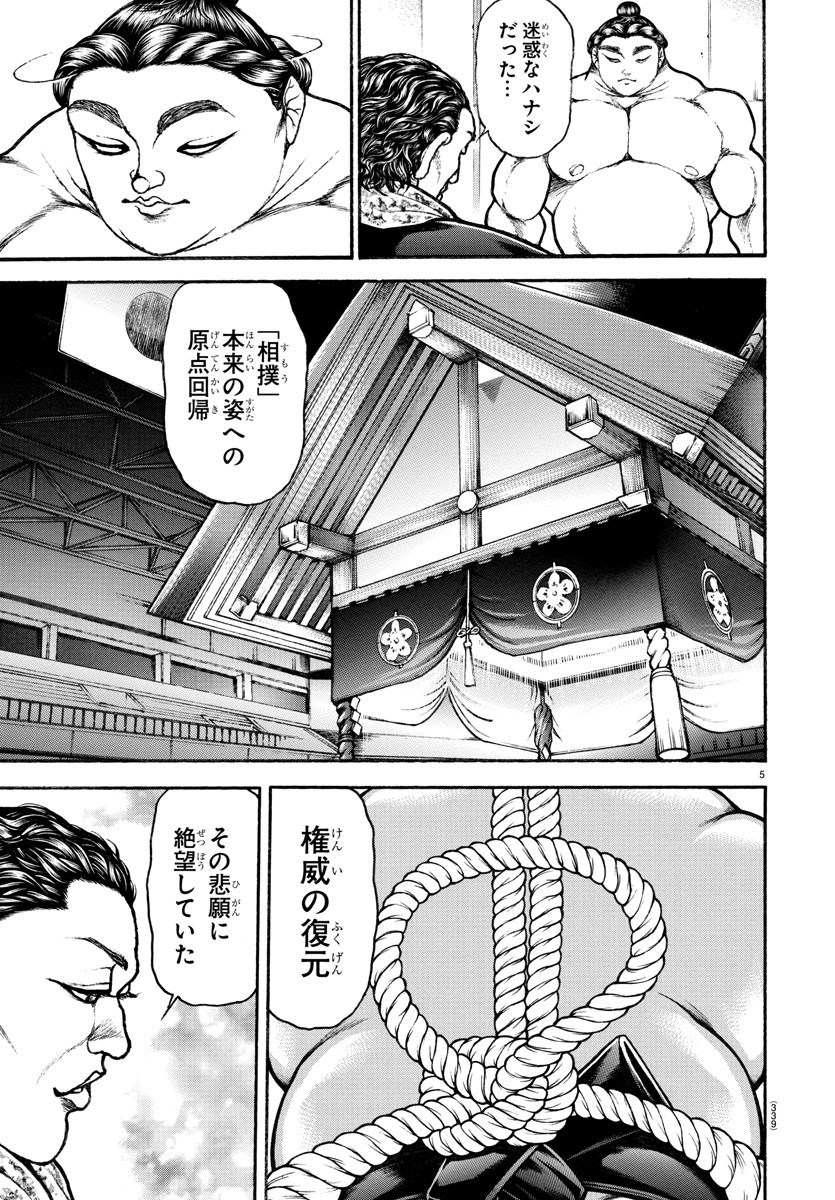 迷惑なハナシ
だった…
「相撲」
本来の姿への
原点回帰
5
権威の復元
その悲願に
絶望していた
(339)